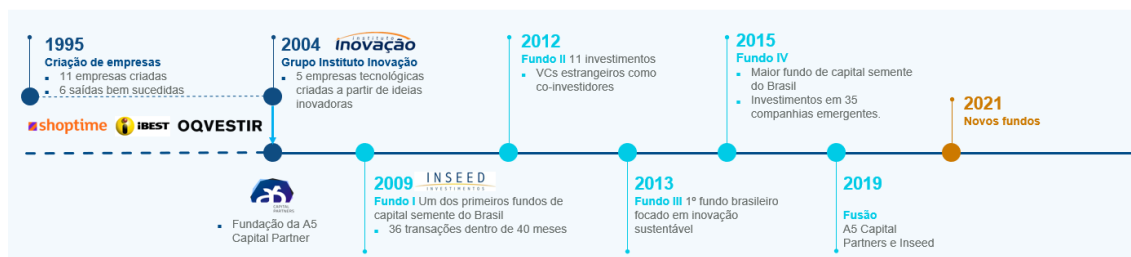 1995
Criação de empresas
11 empresas criadas
6 saídas bem sucedidas
shoptime
iBEST
OQVESTIR
2004
instituto
inovação
Grupo Instituto Inovação
5 empresas tecnológicas
criadas a partir de ideias
inovadoras
a5
CAPITAL
PARTNERS
Fundação da A5
Capital Partner
2009
INSEED
INVESTIMENTOS
Fundo I Um dos primeiros fundos de
capital semente do Brasil
36 transações dentro de 40 meses
2012
Fundo II 11 investimentos
VCs estrangeiros como
co-investidores
2013
Fundo III 1º fundo brasileiro
focado em inovação
sustentável
2015
Fundo IV
Maior fundo de capital semente
do Brasil
Investimentos em 35
companhias emergentes.
2019
Fusão
A5 Capital
Partners e Inseed
2021
Novos fundos